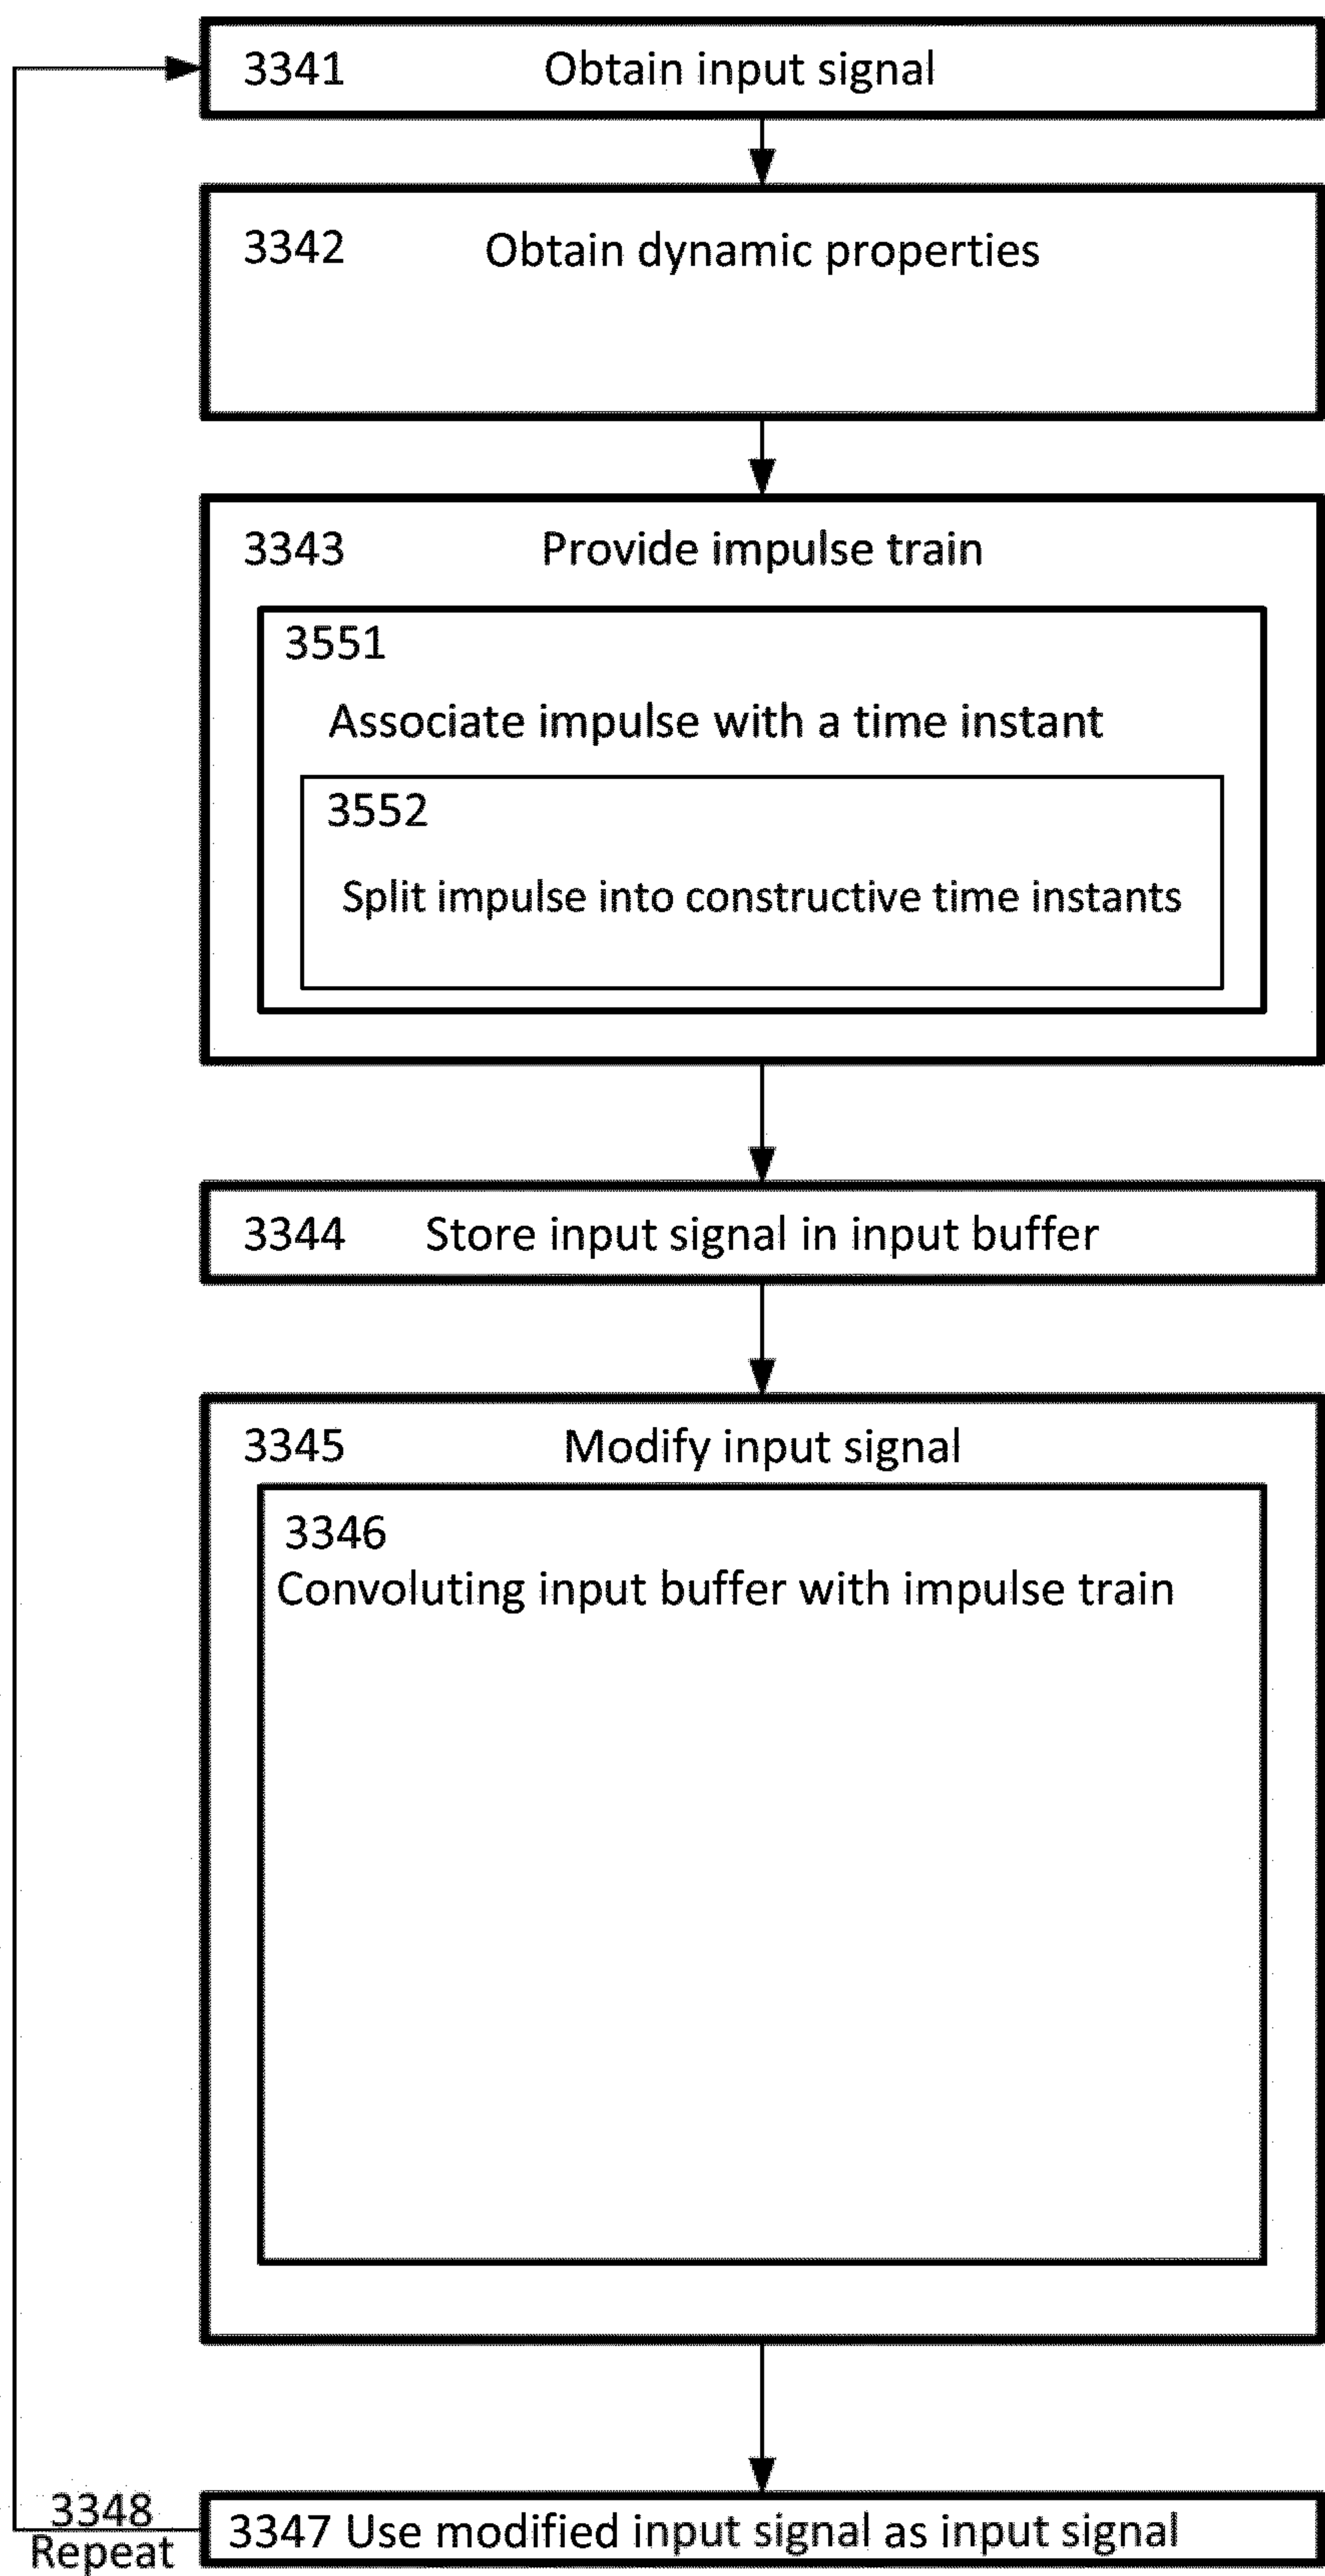 3341 Obtain input signal
3342 Obtain dynamic properties
3343 Provide impulse train
3551
Associate impulse with a time instant
3552
Split impulse into constructive time instants
3344 Store input signal in input buffer
3345 Modify input signal
3346
Convoluting input buffer with impulse train
3348
Repeat
3347 Use modified input signal as input signal